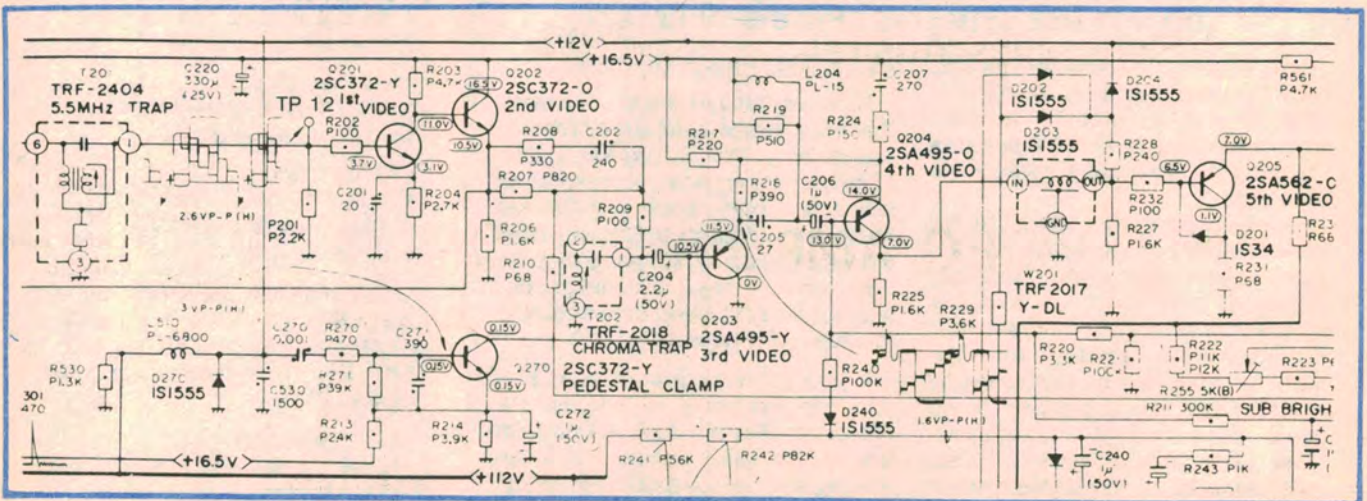 <+12V>
<+16.5V>
TRF-2404
5.5MHz TRAP
6
1
3
C220
330μ
(25V)
TP 12
2.6VP-P(H)
P201
P2.2K
R202
P100
Q201
2SC372-Y
1st VIDEO
3.7V
3.1V
11.0V
C201
20
R203
P4.7K
R204
P2.7K
Q202
2SC372-O
2nd VIDEO
16.5V
10.5V
R208
P330
C202
240
R207 P820
R206
P1.6K
R210
P68
R209
P100
2
1
3
T202
TRF-2018
CHROMA TRAP
C204
2.2μ
(50V)
R217
P220
L204
PL-15
R219
P510
R216
P390
10.5V
11.5V
0V
C205
27
Q203
2SA495-Y
3rd VIDEO
C206
1μ
(50V)
13.0V
C207
270
R224
Q204
2SA495-O
4th VIDEO
14.0V
7.0V
R225
P1.6K
R229
P3.6K
1.6VP-P(H)
D202
IS1555
D203
IS1555
D204
IS1555
R228
P240
IN
OUT
GND
W201
TRF2017
Y-DL
R227
P1.6K
R232
P100
6.5V
7.0V
1.1V
Q205
5th VIDEO
D201
IS34
R231
P68
R561
P4.7K
R220
P3.3K
R222
P11K
P12K
R223
R255 5K(B)
R211 300K
SUB BRIGH
C240
1μ
(50V)
R243 P1K
R240
P100K
D240
IS1555
R241 P56K
R242 P82K
3VP-P(H)
R530
P1.3K
301
470
D270
IS1555
C270
0.001
R270
P470
C530
1500
R271
P39K
390
0.15V
0.15V
0.15V
Q270
2SC372-Y
PEDESTAL CLAMP
R213
P24K
R214
P3.9K
C272
1μ
(50V)
<+16.5V>
<+112V>